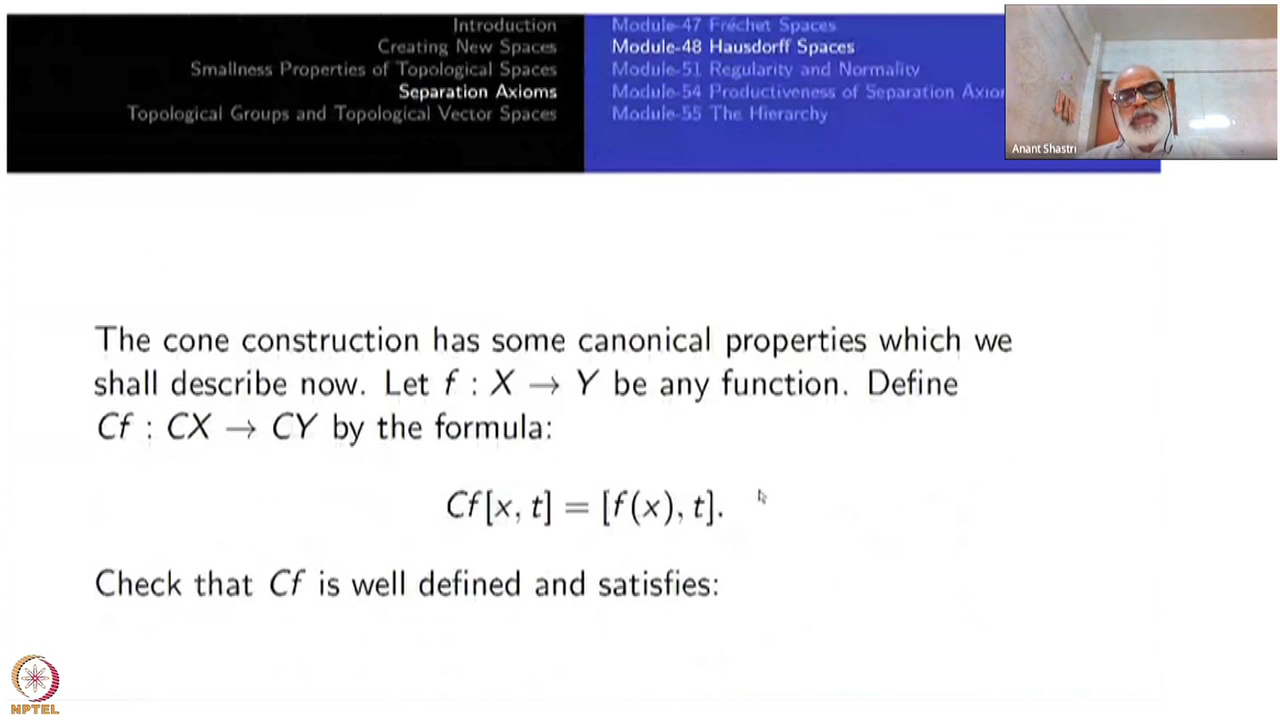 Introduction
Creating New Spaces
Smallness Properties of Topological Spaces
Separation Axioms
Topological Groups and Topological Vector Spaces
Module-47 Fréchet Spaces
Module-48 Hausdorff Spaces
Module-51 Regularity and Normality
Module-54 Productiveness of Separation Axior
Module-55 The Hierarchy
Anant Shastri
The cone construction has some canonical properties which we
shall describe now. Let f : X → Y be any function. Define
Cf : CX → CY by the formula:
Cf[x, t] = [f(x), t].
Check that Cf is well defined and satisfies:
NPTEL